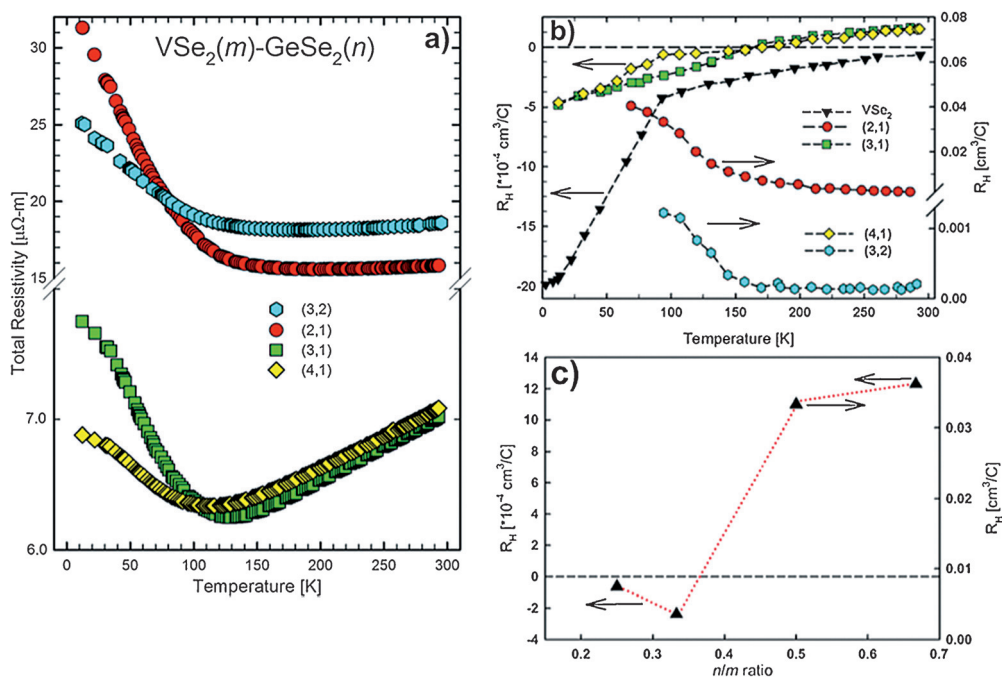 VSe2(m)-GeSe2(n)
a)
Total Resistivity [μΩ-m]
30
25
20
15
7.0
6.0
(3,2)
(2,1)
(3,1)
(4,1)
0 50 100 150 200 250 300
Temperature [K]
b)
RH [*10-4 cm3/C]
0
-5
-10
-15
-20
VSe2
(2,1)
(3,1)
(4,1)
(3,2)
0.08
0.07
0.06
0.04
0.02
0.001
0.00
RH [cm3/C]
0 50 100 150 200 250 300
Temperature [K]
c)
RH [*10-4 cm3/C]
14
12
10
8
6
4
2
0
-2
-4
0.04
0.03
0.02
0.01
0.00
RH [cm3/C]
0.2 0.3 0.4 0.5 0.6 0.7
n/m ratio